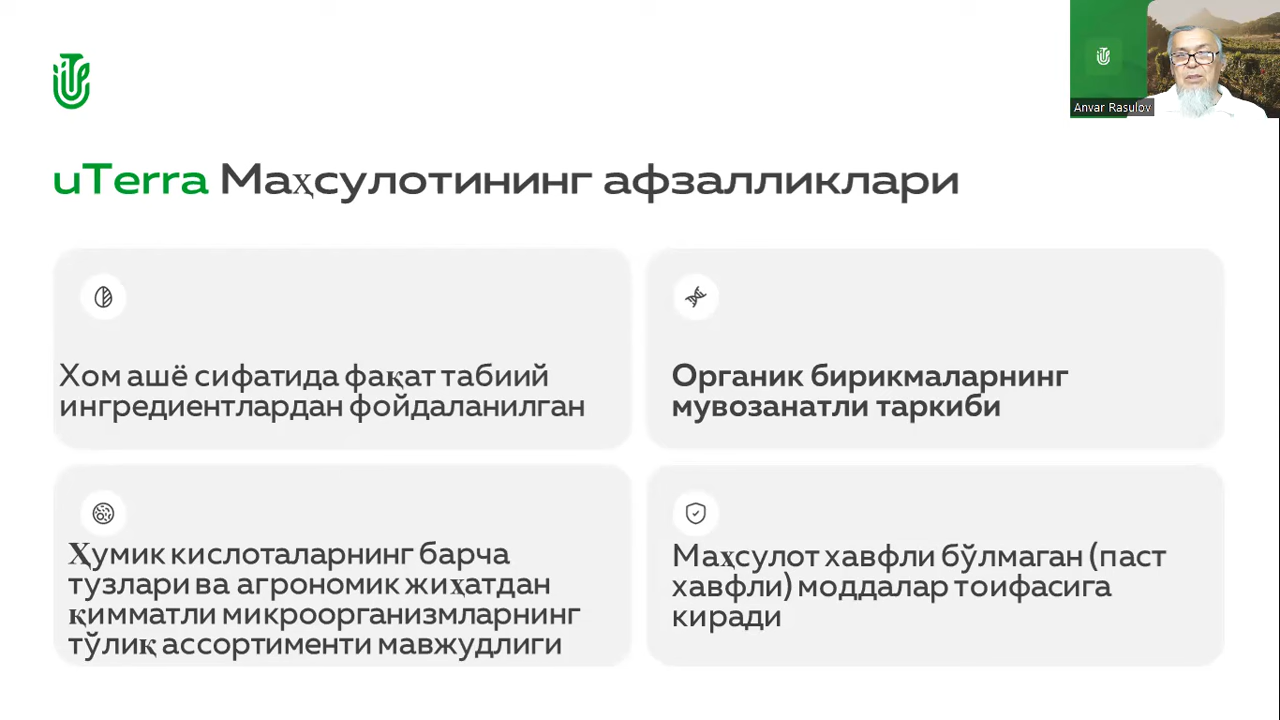 Anvar Rasulov
uTerra Маҳсулотининг афзалликлари
Хом ашё сифатида фақат табиий
ингредиентлардан фойдаланилган
Органик бирикмаларнинг
мувозанатли таркиби
Ҳумик кислоталарнинг барча
тузлари ва агрономик жиҳатдан
қимматли микроорганизмларнинг
тўлиқ ассортименти мавжудлиги
Маҳсулот хавфли бўлмаган (паст
хавфли) моддалар тоифасига
киради